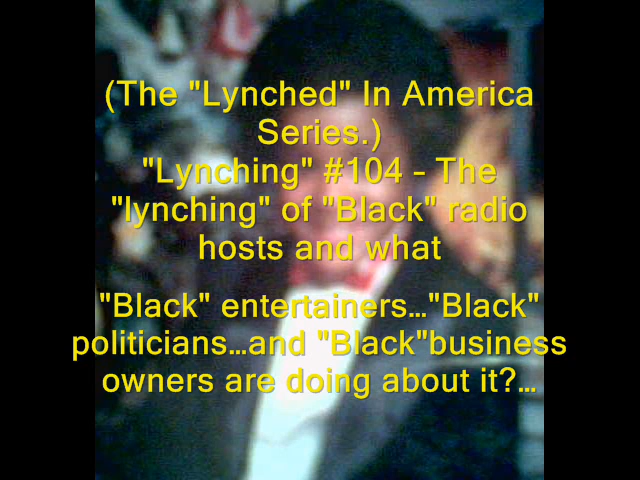 (The "Lynched" In America
Series.)
"Lynching" #104 - The
"lynching" of "Black" radio
hosts and what
"Black" entertainers..."Black"
politicians...and "Black"business
owners are doing about it?...